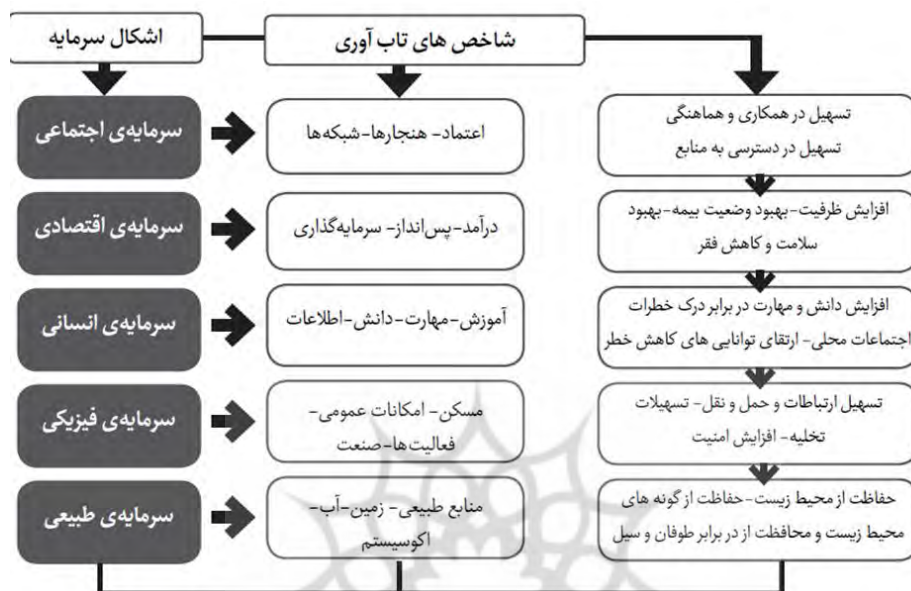 شاخص های تاب آوری
اشکال سرمایه
تسهیل در همکاری و هماهنگی
تسهیل در دسترسی به منابع
اعتماد- هنجارها-شبکه‌ها
سرمایه‌ی اجتماعی
افزایش ظرفیت-بهبود وضعیت بیمه-بهبود
سلامت و کاهش فقر
درآمد-پس‌انداز- سرمایه‌گذاری
سرمایه‌ی اقتصادی
افزایش دانش و مهارت در برابر درک خطرات
اجتماعات محلی- ارتقای توانایی های کاهش خطر
آموزش-مهارت-دانش-اطلاعات
سرمایه‌ی انسانی
تسهیل ارتباطات و حمل و نقل- تسهیلات
تخلیه- افزایش امنیت
مسکن- امکانات عمومی-
فعالیت‌ها-صنعت
سرمایه‌ی فیزیکی
حفاظت از محیط زیست-حفاظت از گونه های
محیط زیست و محافظت از در برابر طوفان و سیل
منابع طبیعی- زمین-آب-
اکوسیستم
سرمایه‌ی طبیعی